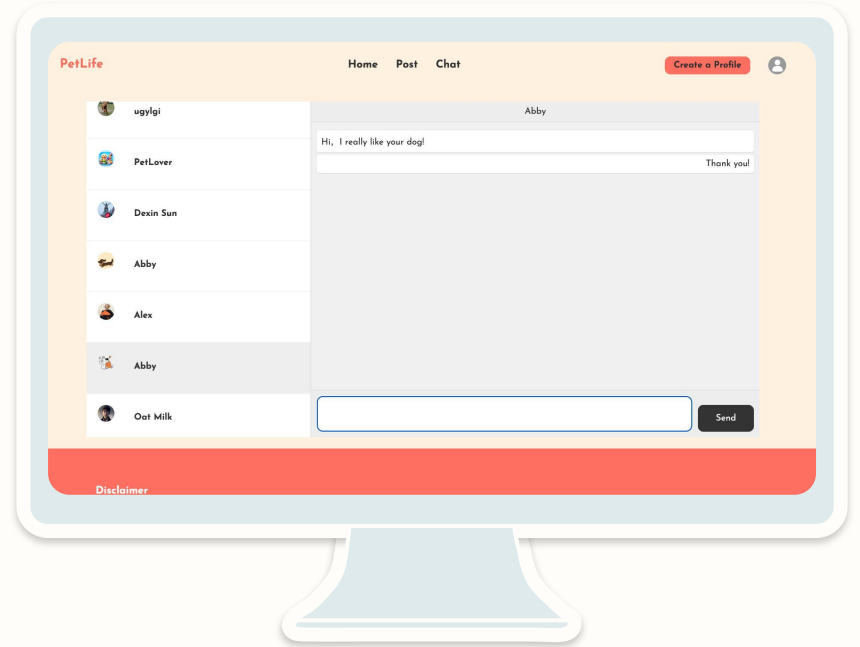 PetLife
Home Post Chat
Create a Profile
ugylgi
PetLover
Dexin Sun
Abby
Alex
Abby
Oat Milk
Abby
Hi, I really like your dog!
Thank you!
Send
Disclaimer